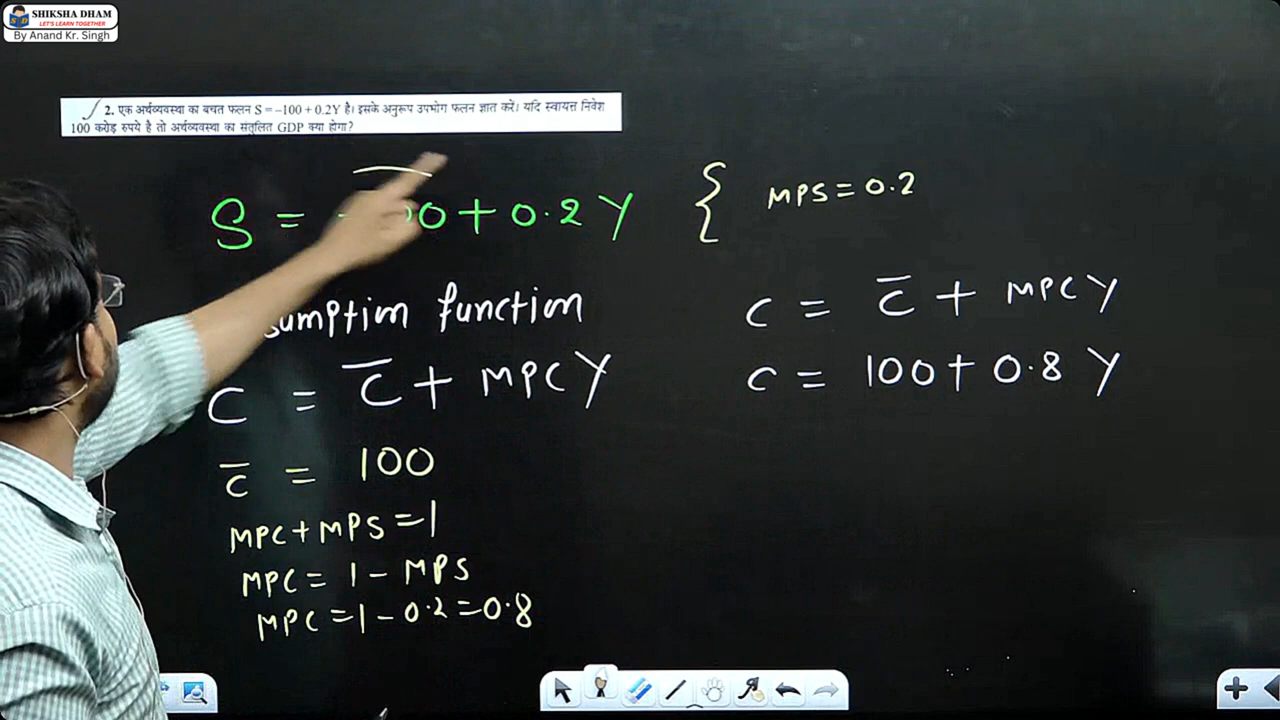 SHIKSHA DHAM
LET'S LEARN TOGETHER
By Anand Kr. Singh
2. एक अर्थव्यवस्था का बचत फलन S = –100 + 0.2Y है। इसके अनुरूप उपभोग फलन ज्ञात करें। यदि स्वायत्त निवेश
100 करोड़ रुपये है तो अर्थव्यवस्था का संतुलित GDP क्या होगा?
S = 00 + 0.2 Y
MPS = 0.2
sumption function
C = C̄ + MPC Y
C̄ = 100
MPC + MPS = 1
MPC = 1 - MPS
MPC = 1 - 0.2 = 0.8
C = C̄ + MPC Y
C = 100 + 0.8 Y